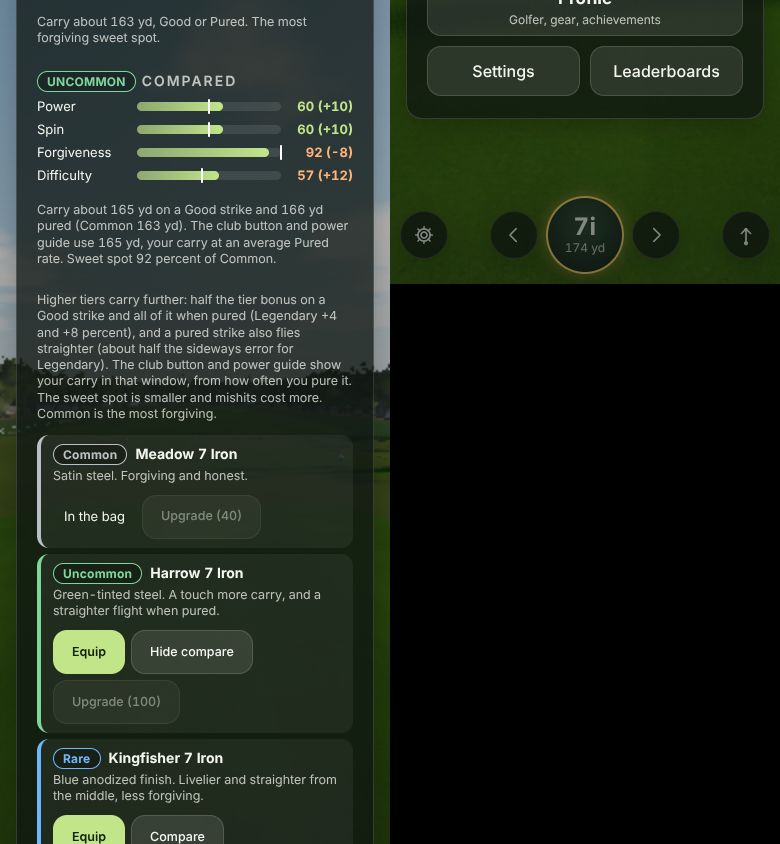 Carry about 163 yd, Good or Pured. The most
forgiving sweet spot.
UNCOMMON COMPARED
Power 60 (+10)
Spin 60 (+10)
Forgiveness 92 (-8)
Difficulty 57 (+12)
Carry about 165 yd on a Good strike and 166 yd
pured (Common 163 yd). The club button and power
guide use 165 yd, your carry at an average Pured
rate. Sweet spot 92 percent of Common.
Higher tiers carry further: half the tier bonus on a
Good strike and all of it when pured (Legendary +4
and +8 percent), and a pured strike also flies
straighter (about half the sideways error for
Legendary). The club button and power guide show
your carry in that window, from how often you pure it.
The sweet spot is smaller and mishits cost more.
Common is the most forgiving.
Common Meadow 7 Iron
Satin steel. Forgiving and honest.
In the bag Upgrade (40)
Uncommon Harrow 7 Iron
Green-tinted steel. A touch more carry, and a
straighter flight when pured.
Equip Hide compare
Upgrade (100)
Rare Kingfisher 7 Iron
Blue anodized finish. Livelier and straighter from
the middle, less forgiving.
Equip Compare
Profile
Golfer, gear, achievements
Settings Leaderboards
7i
174 yd